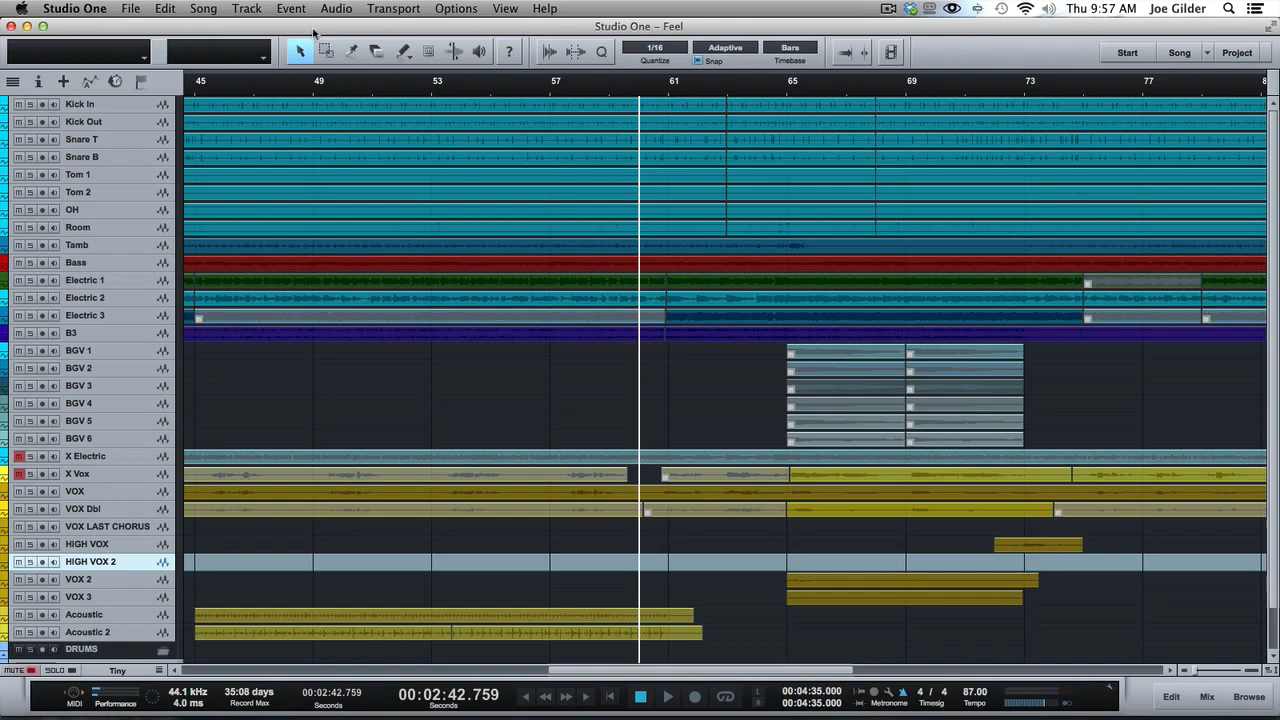 Studio One File Edit Song Track Event Audio Transport Options View Help Thu 9:57 AM Joe Gilder
Studio One – Feel
1/16 Adaptive Bars Start Song Project
Quantize Snap Timebase
45 49 53 57 61 65 69 73 77 8
M S Kick In
M S Kick Out
M S Snare T
M S Snare B
M S Tom 1
M S Tom 2
M S OH
M S Room
M S Tamb
M S Bass
M S Electric 1
M S Electric 2
M S Electric 3
M S B3
M S BGV 1
M S BGV 2
M S BGV 3
M S BGV 4
M S BGV 5
M S BGV 6
M S X Electric
M S X Vox
M S VOX
M S VOX Dbl
M S VOX LAST CHORUS
M S HIGH VOX
M S HIGH VOX 2
M S VOX 2
M S VOX 3
M S Acoustic
M S Acoustic 2
DRUMS
MUTE SOLO Tiny
44.1 kHz 35:08 days 00:02:42.759 00:02:42.759 L 00:04:35.000 4 / 4 87.00 Edit Mix Browse
MIDI Performance 4.0 ms Record Max Seconds Seconds R 00:04:35.000 Metronome Timesig Tempo